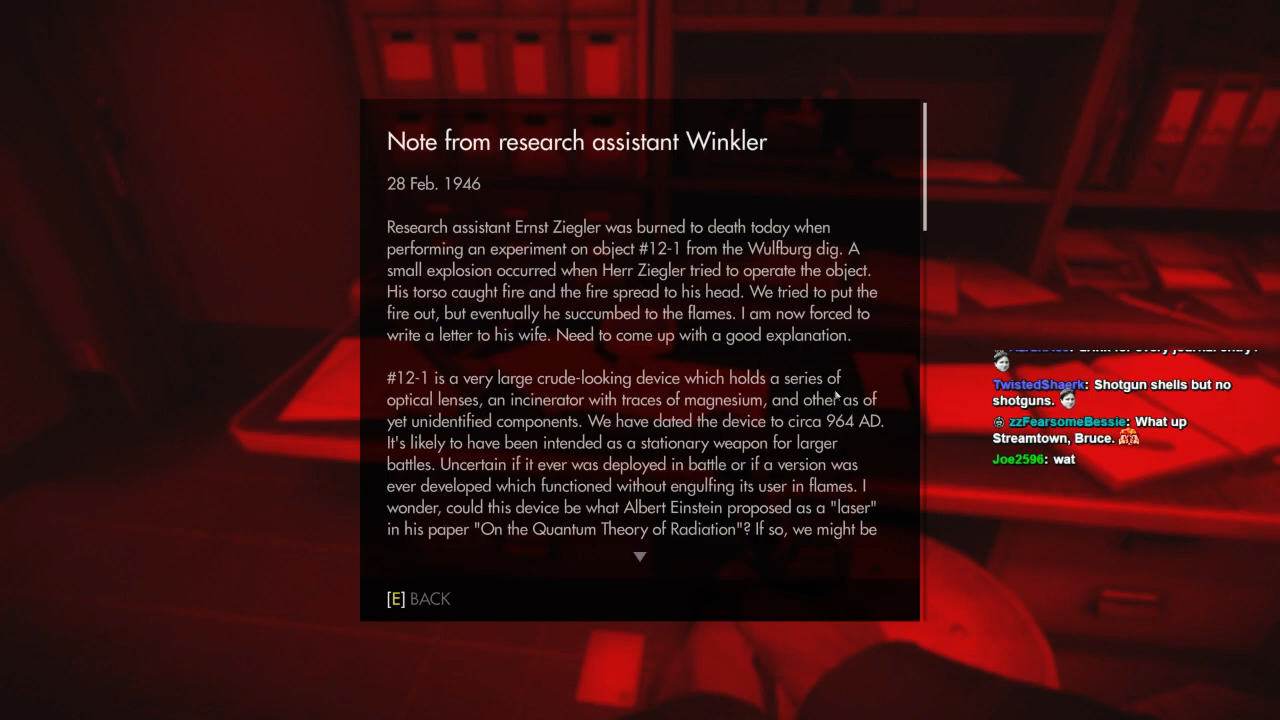 Note from research assistant Winkler
28 Feb. 1946
Research assistant Ernst Ziegler was burned to death today when
performing an experiment on object #12-1 from the Wulfburg dig. A
small explosion occurred when Herr Ziegler tried to operate the object.
His torso caught fire and the fire spread to his head. We tried to put the
fire out, but eventually he succumbed to the flames. I am now forced to
write a letter to his wife. Need to come up with a good explanation.
#12-1 is a very large crude-looking device which holds a series of
optical lenses, an incinerator with traces of magnesium, and other as of
yet unidentified components. We have dated the device to circa 964 AD.
It's likely to have been intended as a stationary weapon for larger
battles. Uncertain if it ever was deployed in battle or if a version was
ever developed which functioned without engulfing its user in flames. I
wonder, could this device be what Albert Einstein proposed as a "laser"
in his paper "On the Quantum Theory of Radiation"? If so, we might be
[E] BACK
TwistedShaerk: Shotgun shells but no
shotguns.
zzFearsomeBessie: What up
Streamtown, Bruce.
Joe2596: wat